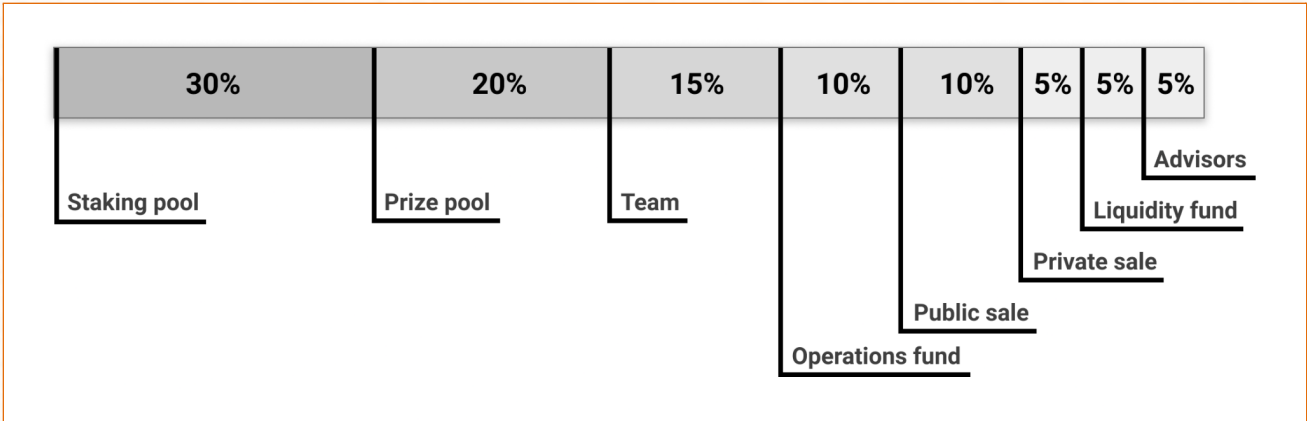 30% 20% 15% 10% 10% 5% 5% 5%
Advisors
Staking pool Prize pool Team
Liquidity fund
Private sale
Public sale
Operations fund